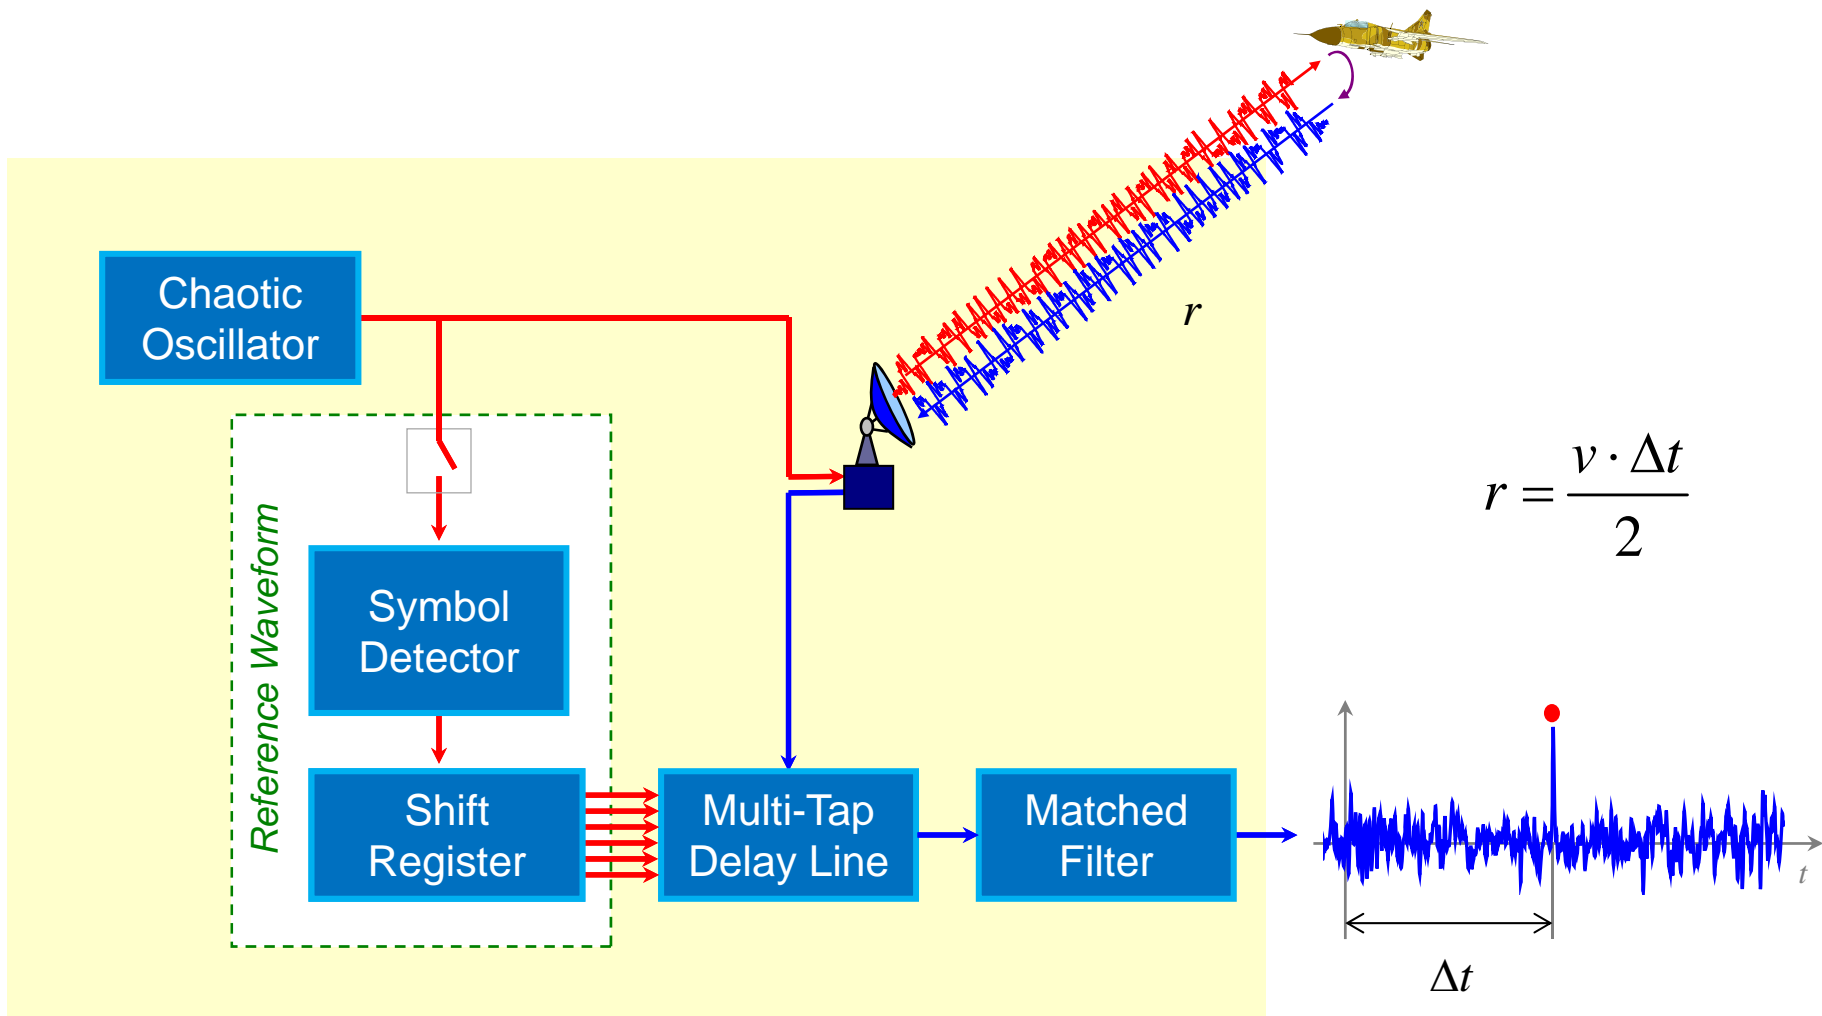 Chaotic
Oscillator
r
r = v · Δt / 2
Reference Waveform
Symbol
Detector
Shift
Register
Multi-Tap
Delay Line
Matched
Filter
t
Δt